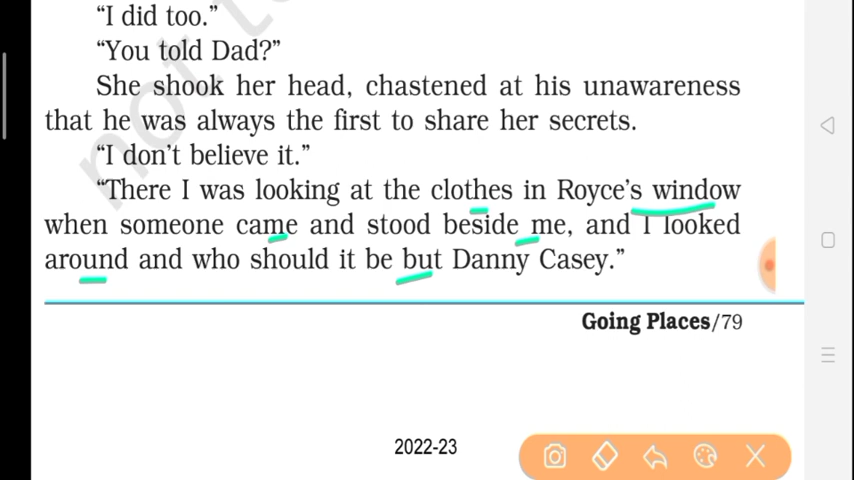 “I did too.”
“You told Dad?”
She shook her head, chastened at his unawareness
that he was always the first to share her secrets.
“I don’t believe it.”
“There I was looking at the clothes in Royce’s window
when someone came and stood beside me, and I looked
around and who should it be but Danny Casey.”
Going Places/79
2022-23
not t